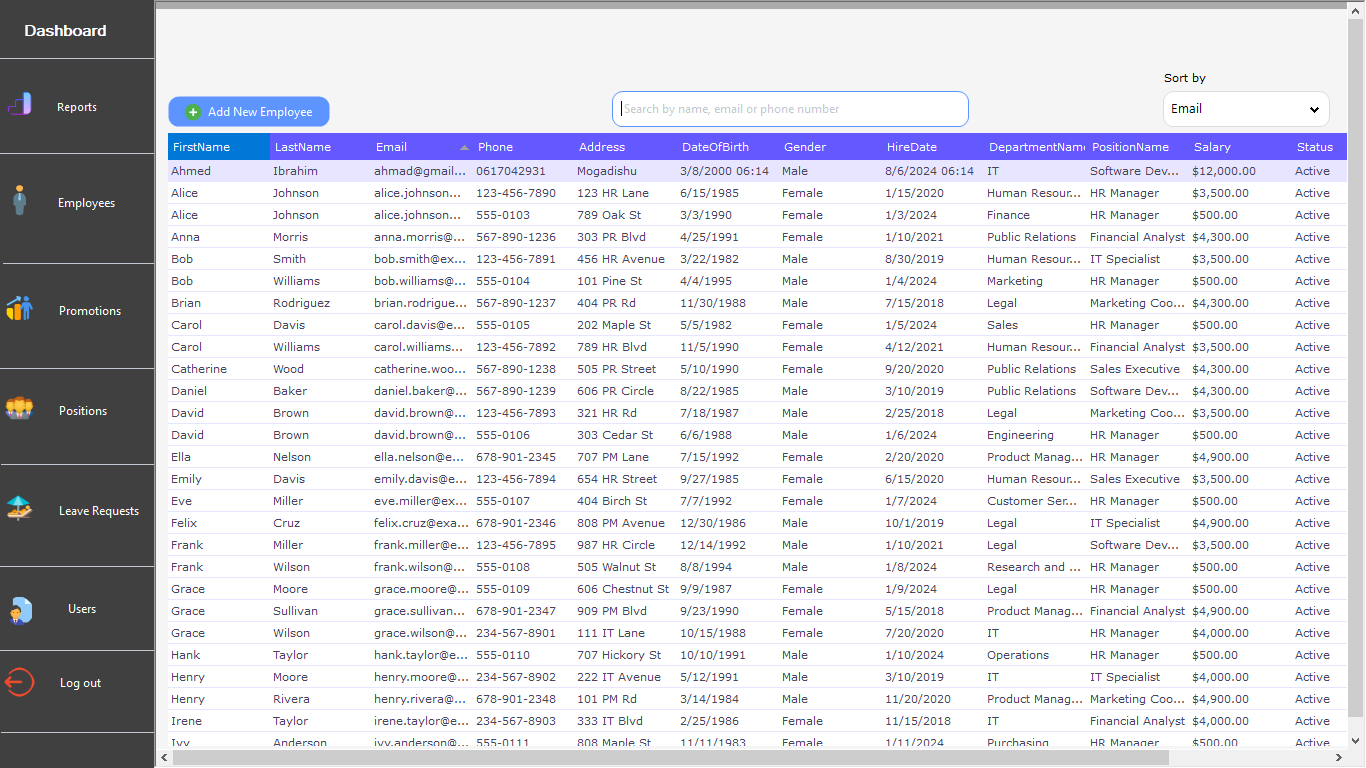 Dashboard
Reports
Employees
Promotions
Positions
Leave Requests
Users
Log out
Sort by
Add New Employee
Search by name, email or phone number
Email
FirstName LastName Email Phone Address DateOfBirth Gender HireDate DepartmentName PositionName Salary Status
Ahmed Ibrahim ahmad@gmail... 0617042931 Mogadishu 3/8/2000 06:14 Male 8/6/2024 06:14 IT Software Dev... $12,000.00 Active
Alice Johnson alice.johnson... 123-456-7890 123 HR Lane 6/15/1985 Female 1/15/2020 Human Resour... HR Manager $3,500.00 Active
Alice Johnson alice.johnson... 555-0103 789 Oak St 3/3/1990 Female 1/3/2024 Finance HR Manager $500.00 Active
Anna Morris anna.morris@... 567-890-1236 303 PR Blvd 4/25/1991 Female 1/10/2021 Public Relations Financial Analyst $4,300.00 Active
Bob Smith bob.smith@ex... 123-456-7891 456 HR Avenue 3/22/1982 Male 8/30/2019 Human Resour... IT Specialist $3,500.00 Active
Bob Williams bob.williams@... 555-0104 101 Pine St 4/4/1995 Male 1/4/2024 Marketing HR Manager $500.00 Active
Brian Rodriguez brian.rodrigue... 567-890-1237 404 PR Rd 11/30/1988 Male 7/15/2018 Legal Marketing Coo... $4,300.00 Active
Carol Davis carol.davis@e... 555-0105 202 Maple St 5/5/1982 Female 1/5/2024 Sales HR Manager $500.00 Active
Carol Williams carol.williams... 123-456-7892 789 HR Blvd 11/5/1990 Female 4/12/2021 Human Resour... Financial Analyst $3,500.00 Active
Catherine Wood catherine.woo... 567-890-1238 505 PR Street 5/10/1990 Female 9/20/2020 Public Relations Sales Executive $4,300.00 Active
Daniel Baker daniel.baker@... 567-890-1239 606 PR Circle 8/22/1985 Male 3/10/2019 Public Relations Software Dev... $4,300.00 Active
David Brown david.brown@... 123-456-7893 321 HR Rd 7/18/1987 Male 2/25/2018 Legal Marketing Coo... $3,500.00 Active
David Brown david.brown@... 555-0106 303 Cedar St 6/6/1988 Male 1/6/2024 Engineering HR Manager $500.00 Active
Ella Nelson ella.nelson@e... 678-901-2345 707 PM Lane 7/15/1992 Female 2/20/2020 Product Manag... HR Manager $4,900.00 Active
Emily Davis emily.davis@e... 123-456-7894 654 HR Street 9/27/1985 Female 6/15/2020 Human Resour... Sales Executive $3,500.00 Active
Eve Miller eve.miller@ex... 555-0107 404 Birch St 7/7/1992 Female 1/7/2024 Customer Ser... HR Manager $500.00 Active
Felix Cruz felix.cruz@exa... 678-901-2346 808 PM Avenue 12/30/1986 Male 10/1/2019 Legal IT Specialist $4,900.00 Active
Frank Miller frank.miller@e... 123-456-7895 987 HR Circle 12/14/1992 Male 1/10/2021 Legal Software Dev... $3,500.00 Active
Frank Wilson frank.wilson@... 555-0108 505 Walnut St 8/8/1994 Male 1/8/2024 Research and ... HR Manager $500.00 Active
Grace Moore grace.moore@... 555-0109 606 Chestnut St 9/9/1987 Female 1/9/2024 Legal HR Manager $500.00 Active
Grace Sullivan grace.sullivan... 678-901-2347 909 PM Blvd 9/23/1990 Female 5/15/2018 Product Manag... Financial Analyst $4,900.00 Active
Grace Wilson grace.wilson@... 234-567-8901 111 IT Lane 10/15/1988 Female 7/20/2020 IT HR Manager $4,000.00 Active
Hank Taylor hank.taylor@e... 555-0110 707 Hickory St 10/10/1991 Male 1/10/2024 Operations HR Manager $500.00 Active
Henry Moore henry.moore@... 234-567-8902 222 IT Avenue 5/12/1991 Male 3/10/2019 IT IT Specialist $4,000.00 Active
Henry Rivera henry.rivera@... 678-901-2348 101 PM Rd 3/14/1984 Male 11/20/2020 Product Manag... Marketing Coo... $4,900.00 Active
Irene Taylor irene.taylor@e... 234-567-8903 333 IT Blvd 2/25/1986 Female 11/15/2018 IT Financial Analyst $4,000.00 Active
Ivy Anderson ivy.anderson@... 555-0111 808 Maple St 11/11/1983 Female 1/11/2024 Purchasing HR Manager $500.00 Active